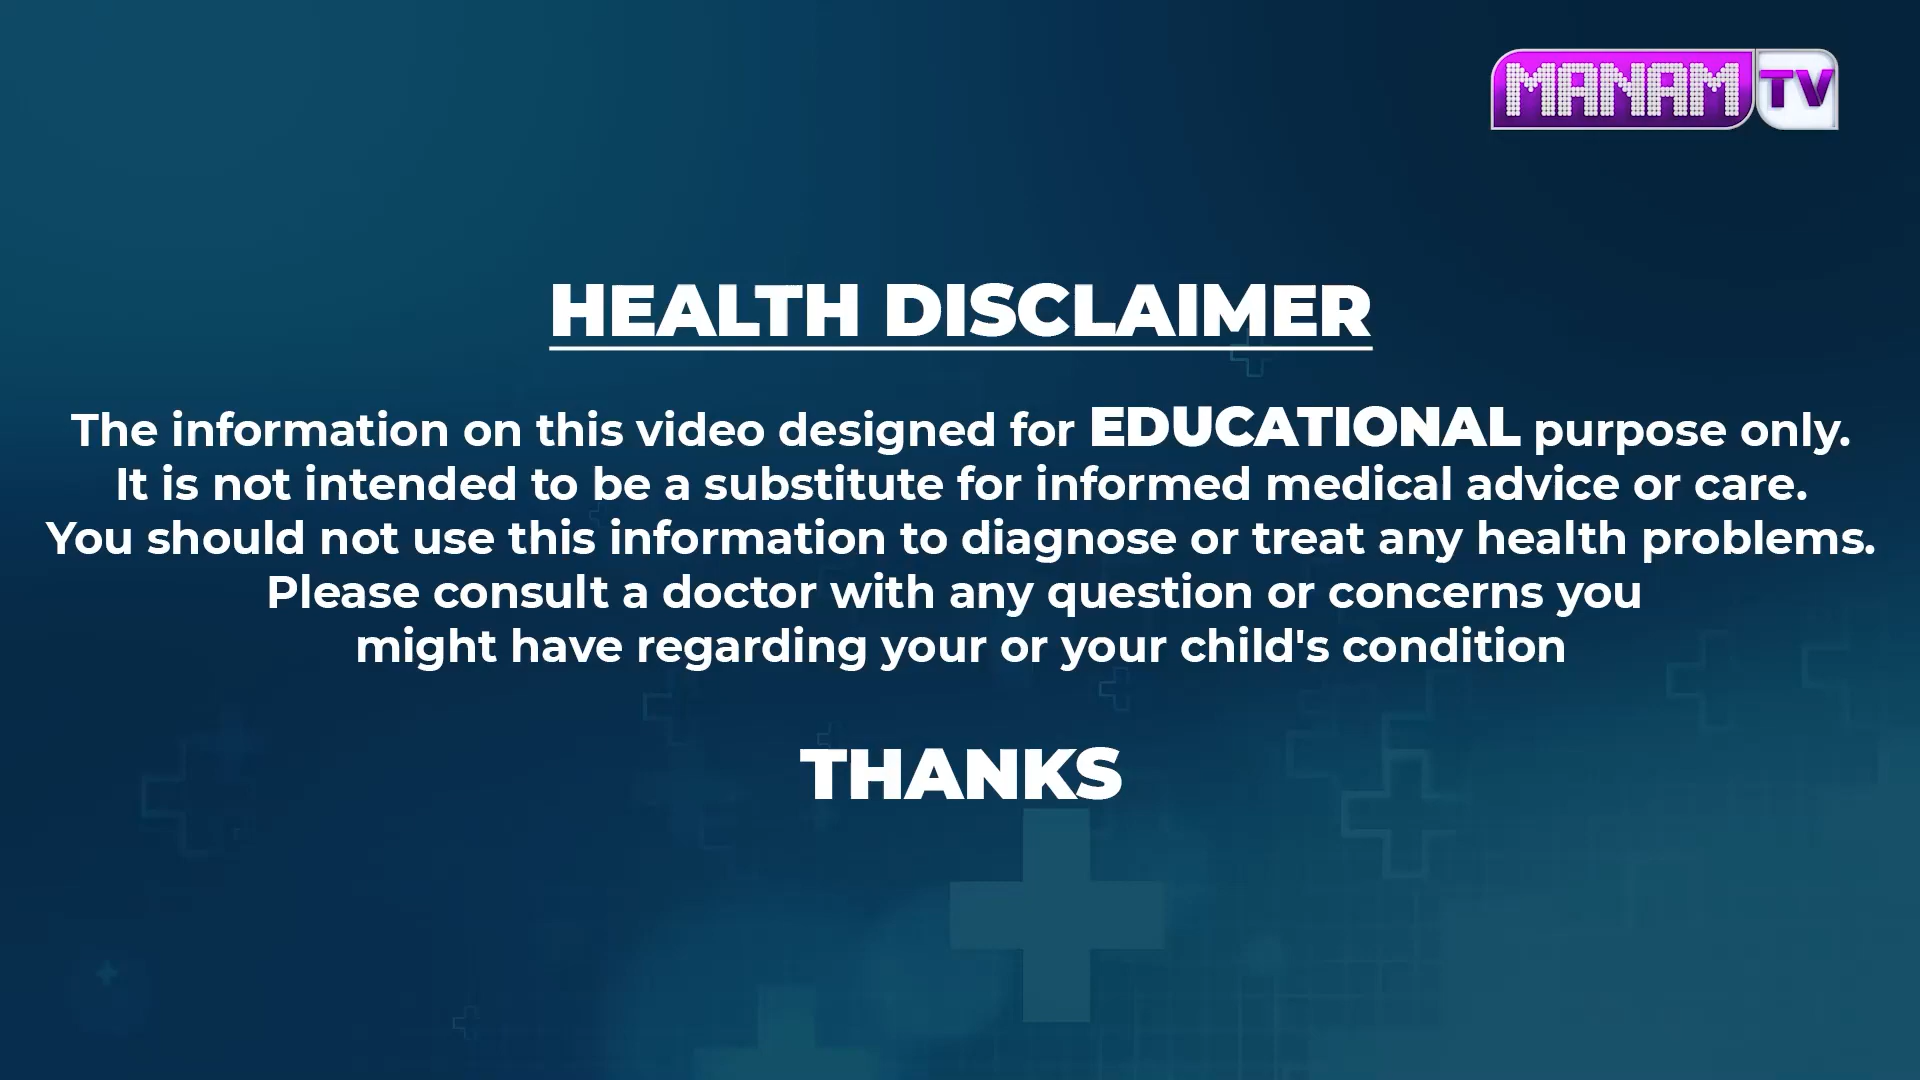 MANAM TV
HEALTH DISCLAIMER
The information on this video designed for EDUCATIONAL purpose only.
It is not intended to be a substitute for informed medical advice or care.
You should not use this information to diagnose or treat any health problems.
Please consult a doctor with any question or concerns you
might have regarding your or your child's condition
THANKS